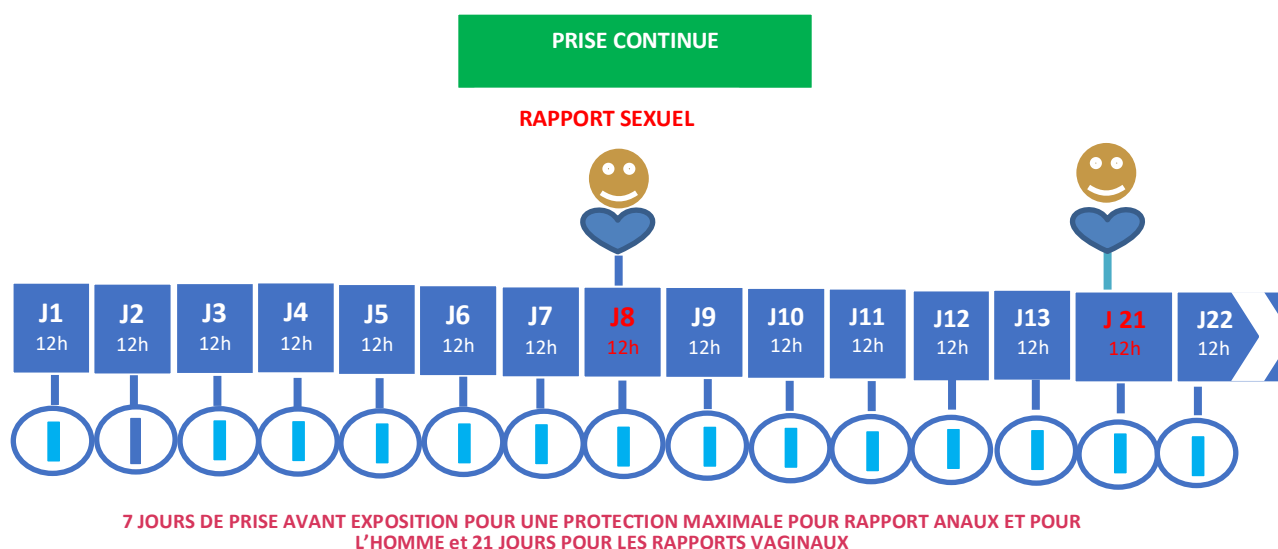 PRISE CONTINUE
RAPPORT SEXUEL
J1 J2 J3 J4 J5 J6 J7 J8 J9 J10 J11 J12 J13 J 21 J22
12h 12h 12h 12h 12h 12h 12h 12h 12h 12h 12h 12h 12h 12h 12h
7 JOURS DE PRISE AVANT EXPOSITION POUR UNE PROTECTION MAXIMALE POUR RAPPORT ANAUX ET POUR
L’HOMME et 21 JOURS POUR LES RAPPORTS VAGINAUX